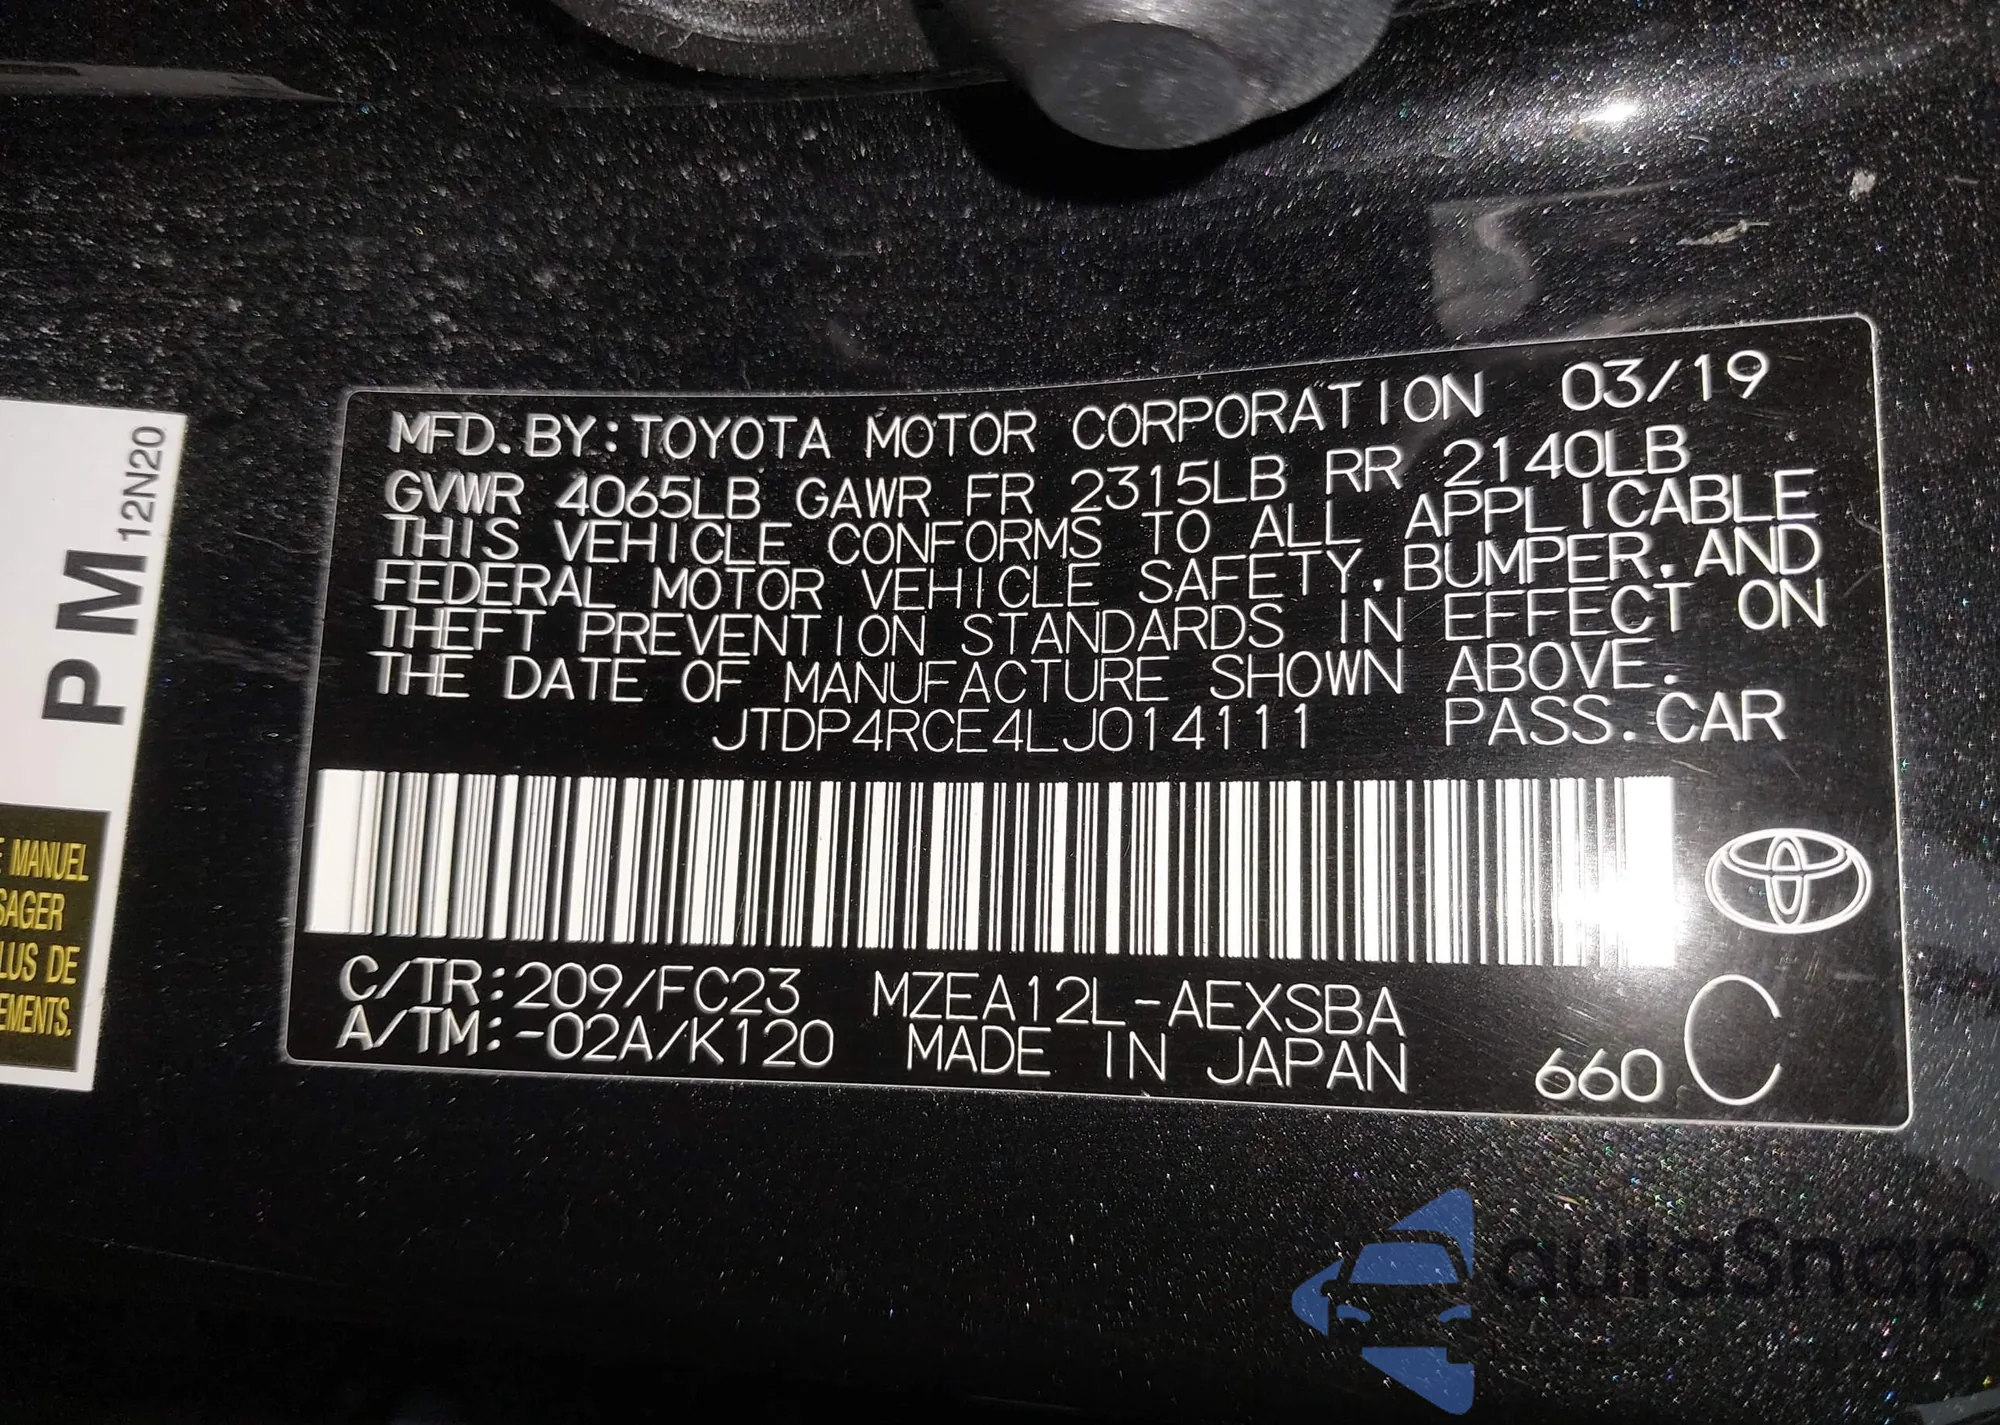 MFD.BY:TOYOTA MOTOR CORPORATION 03/19
GVWR 4065LB GAWR FR 2315LB RR 2140LB
THIS VEHICLE CONFORMS TO ALL APPLICABLE
FEDERAL MOTOR VEHICLE SAFETY,BUMPER,AND
THEFT PREVENTION STANDARDS IN EFFECT ON
THE DATE OF MANUFACTURE SHOWN ABOVE.
JTDP4RCE4LJ014111 PASS.CAR
C/TR:209/FC23 MZEA12L-AEXSBA
A/TM:-02A/K120 MADE IN JAPAN
660 C
PM 12N20
MANUEL
LUS DE
autoSnap